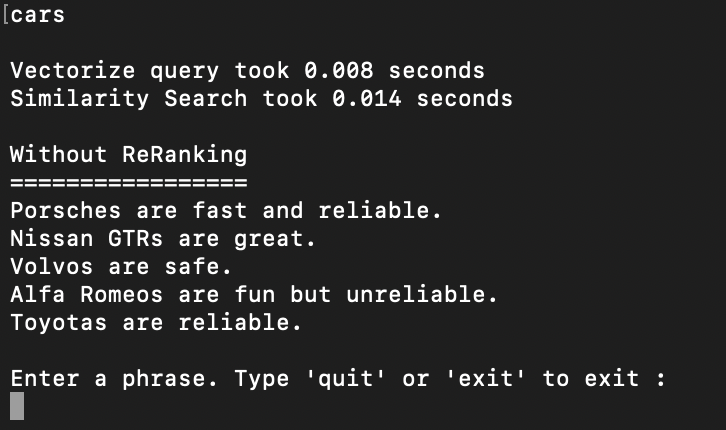 [cars
Vectorize query took 0.008 seconds
Similarity Search took 0.014 seconds
Without ReRanking
=================
Porsches are fast and reliable.
Nissan GTRs are great.
Volvos are safe.
Alfa Romeos are fun but unreliable.
Toyotas are reliable.
Enter a phrase. Type 'quit' or 'exit' to exit :